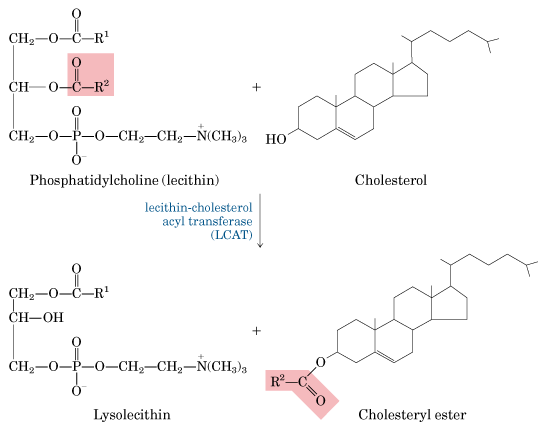 O
CH₂—O—C—R¹
O
CH—O—C—R²
+
O
CH₂—O—P—O—CH₂—CH₂—N⁺(CH₃)₃
O⁻
HO
Phosphatidylcholine (lecithin)
Cholesterol
lecithin-cholesterol
acyl transferase
(LCAT)
O
CH₂—O—C—R¹
CH—OH
+
O
CH₂—O—P—O—CH₂—CH₂—N⁺(CH₃)₃
O⁻
O
R²—C
O
Lysolecithin
Cholesteryl ester